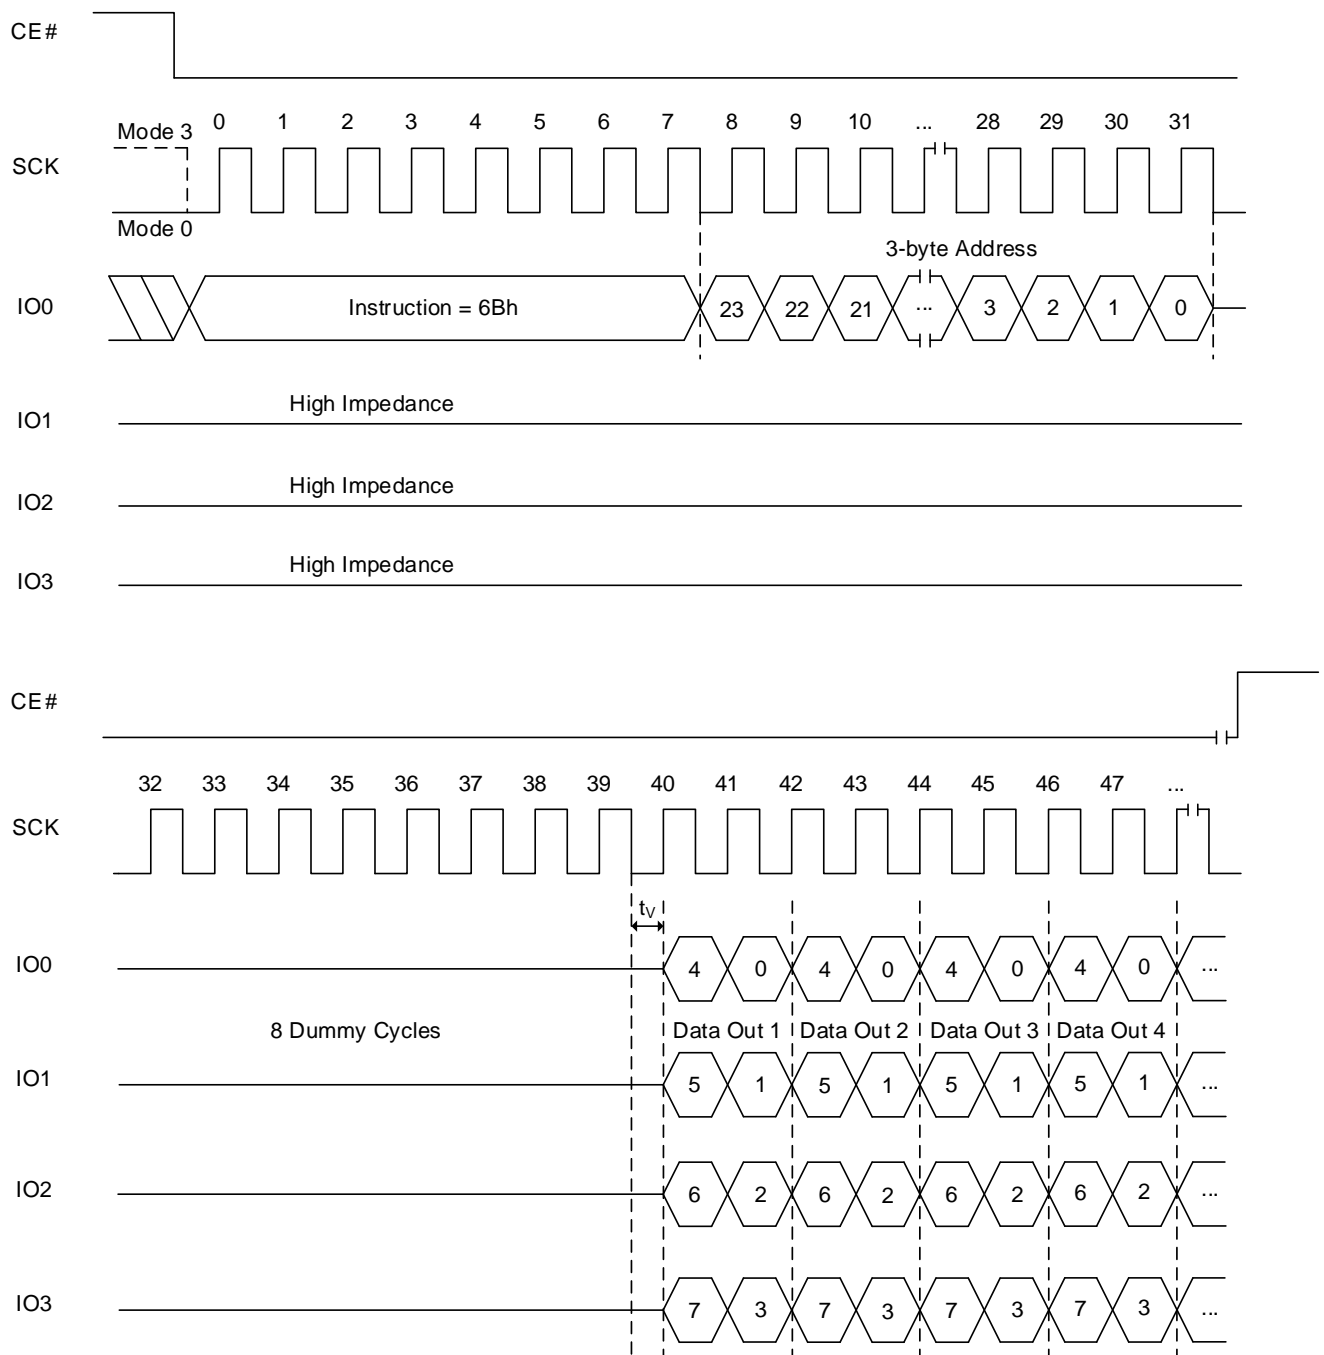 CE#
Mode 3 0 1 2 3 4 5 6 7 8 9 10 ... 28 29 30 31
SCK
Mode 0
3-byte Address
IO0 Instruction = 6Bh 23 22 21 ... 3 2 1 0
High Impedance
IO1
High Impedance
IO2
High Impedance
IO3
CE#
32 33 34 35 36 37 38 39 40 41 42 43 44 45 46 47 ...
SCK
tV
IO0 4 0 4 0 4 0 4 0 ...
8 Dummy Cycles Data Out 1 Data Out 2 Data Out 3 Data Out 4
IO1 5 1 5 1 5 1 5 1 ...
IO2 6 2 6 2 6 2 6 2 ...
IO3 7 3 7 3 7 3 7 3 ...